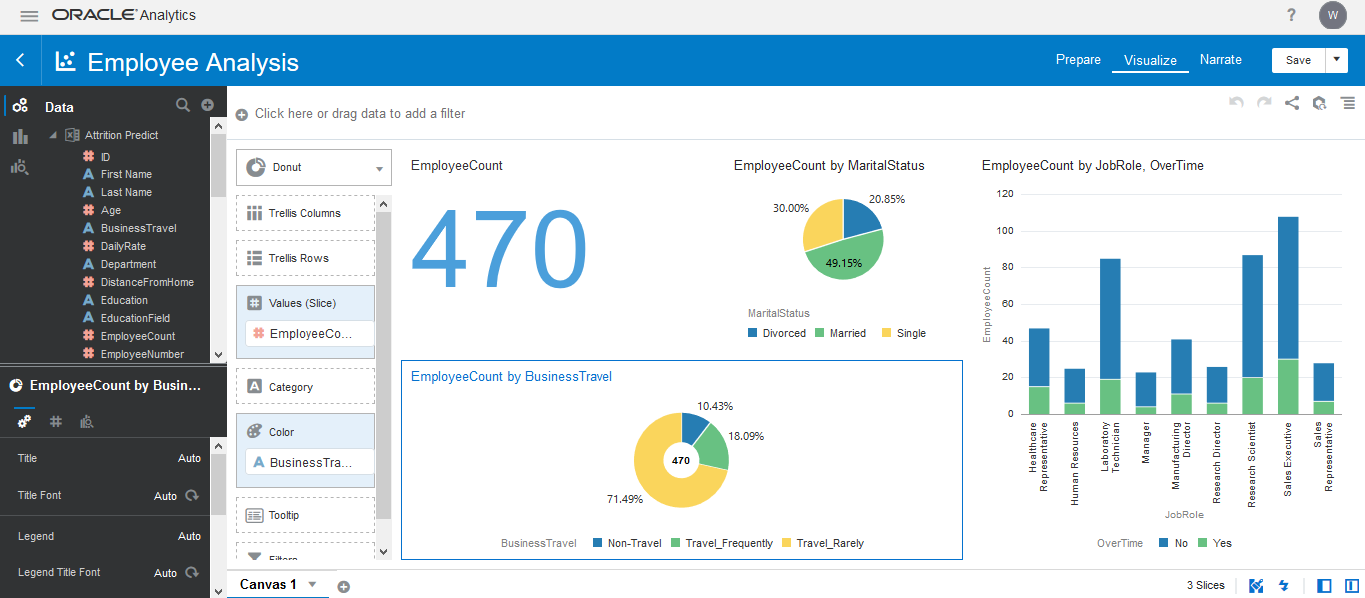 ORACLE Analytics
?
W
Employee Analysis
Prepare
Visualize
Narrate
Save
Data
Attrition Predict
ID
First Name
Last Name
Age
BusinessTravel
DailyRate
Department
DistanceFromHome
Education
EducationField
EmployeeCount
EmployeeNumber
EmployeeCount by Busin...
Title
Auto
Title Font
Auto
Legend
Auto
Legend Title Font
Auto
Click here or drag data to add a filter
Donut
Trellis Columns
Trellis Rows
Values (Slice)
EmployeeCo...
Category
Color
BusinessTra...
Tooltip
Filters
EmployeeCount
470
EmployeeCount by MaritalStatus
20.85%
30.00%
49.15%
MaritalStatus
Divorced
Married
Single
EmployeeCount by BusinessTravel
10.43%
18.09%
470
71.49%
BusinessTravel
Non-Travel
Travel_Frequently
Travel_Rarely
EmployeeCount by JobRole, OverTime
EmployeeCount
120
100
80
60
40
20
0
Healthcare
Representative
Human Resources
Laboratory
Technician
Manager
Manufacturing
Director
Research Director
Research Scientist
Sales Executive
Sales
Representative
JobRole
OverTime
No
Yes
Canvas 1
3 Slices